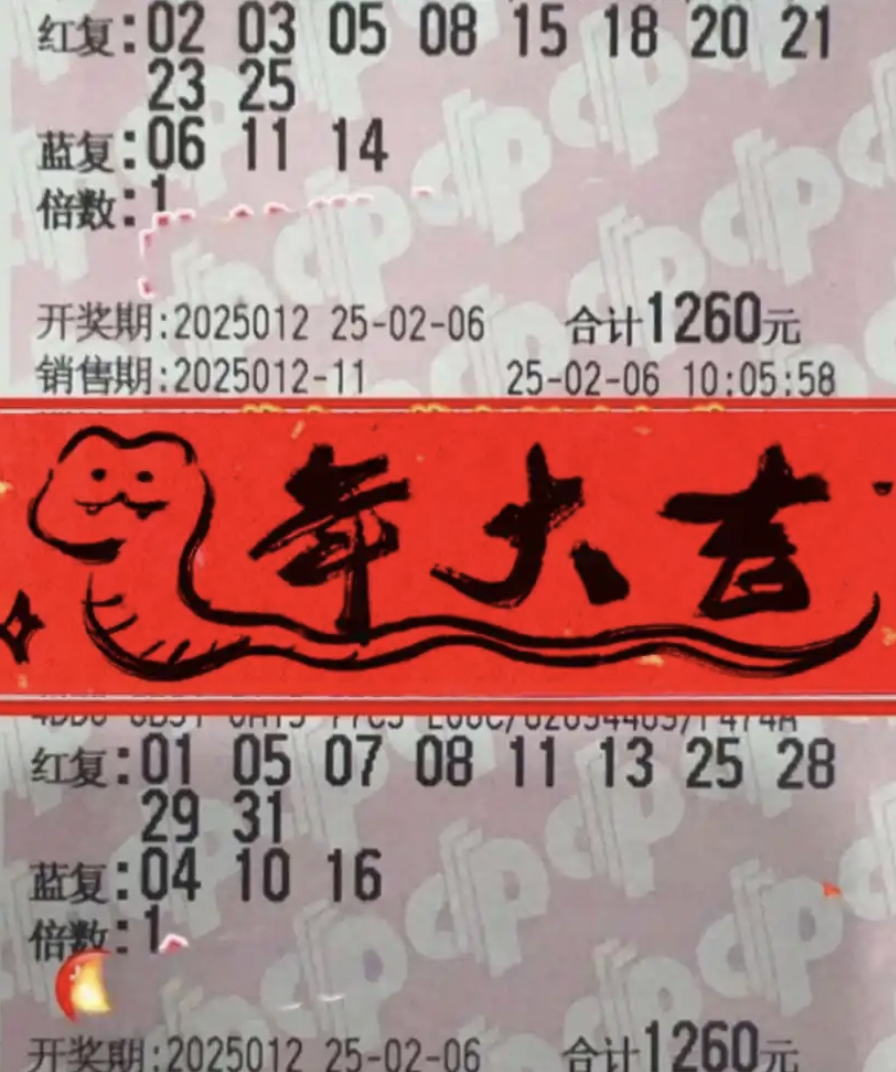 红复:02 03 05 08 15 18 20 21
23 25
蓝复:06 11 14
倍数:1
开奖期:2025012 25-02-06 合计1260元
销售期:2025012-11 25-02-06 10:05:58
年大吉
红复:01 05 07 08 11 13 25 28
29 31
蓝复:04 10 16
倍数:1
开奖期:2025012 25-02-06 合计1260元